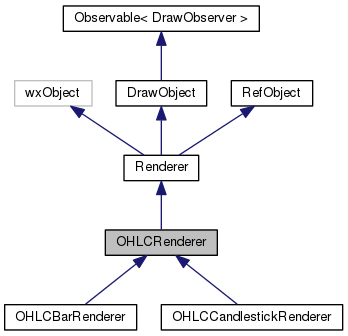 Observable< DrawObserver >
wxObject
DrawObject
RefObject
Renderer
OHLCRenderer
OHLCBarRenderer
OHLCCandlestickRenderer